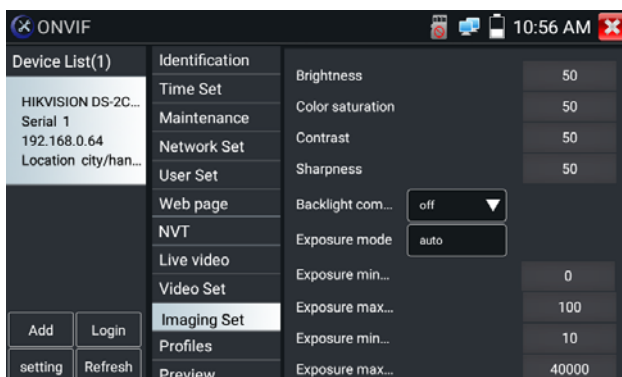 ONVIF
10:56 AM
Device List(1)
HIKVISION DS-2C...
Serial 1
192.168.0.64
Location city/han...
Add
Login
setting
Refresh
Identification
Time Set
Maintenance
Network Set
User Set
Web page
NVT
Live video
Video Set
Imaging Set
Profiles
Preview
Brightness 50
Color saturation 50
Contrast 50
Sharpness 50
Backlight com... off
Exposure mode auto
Exposure min... 0
Exposure max... 100
Exposure min... 10
Exposure max... 40000